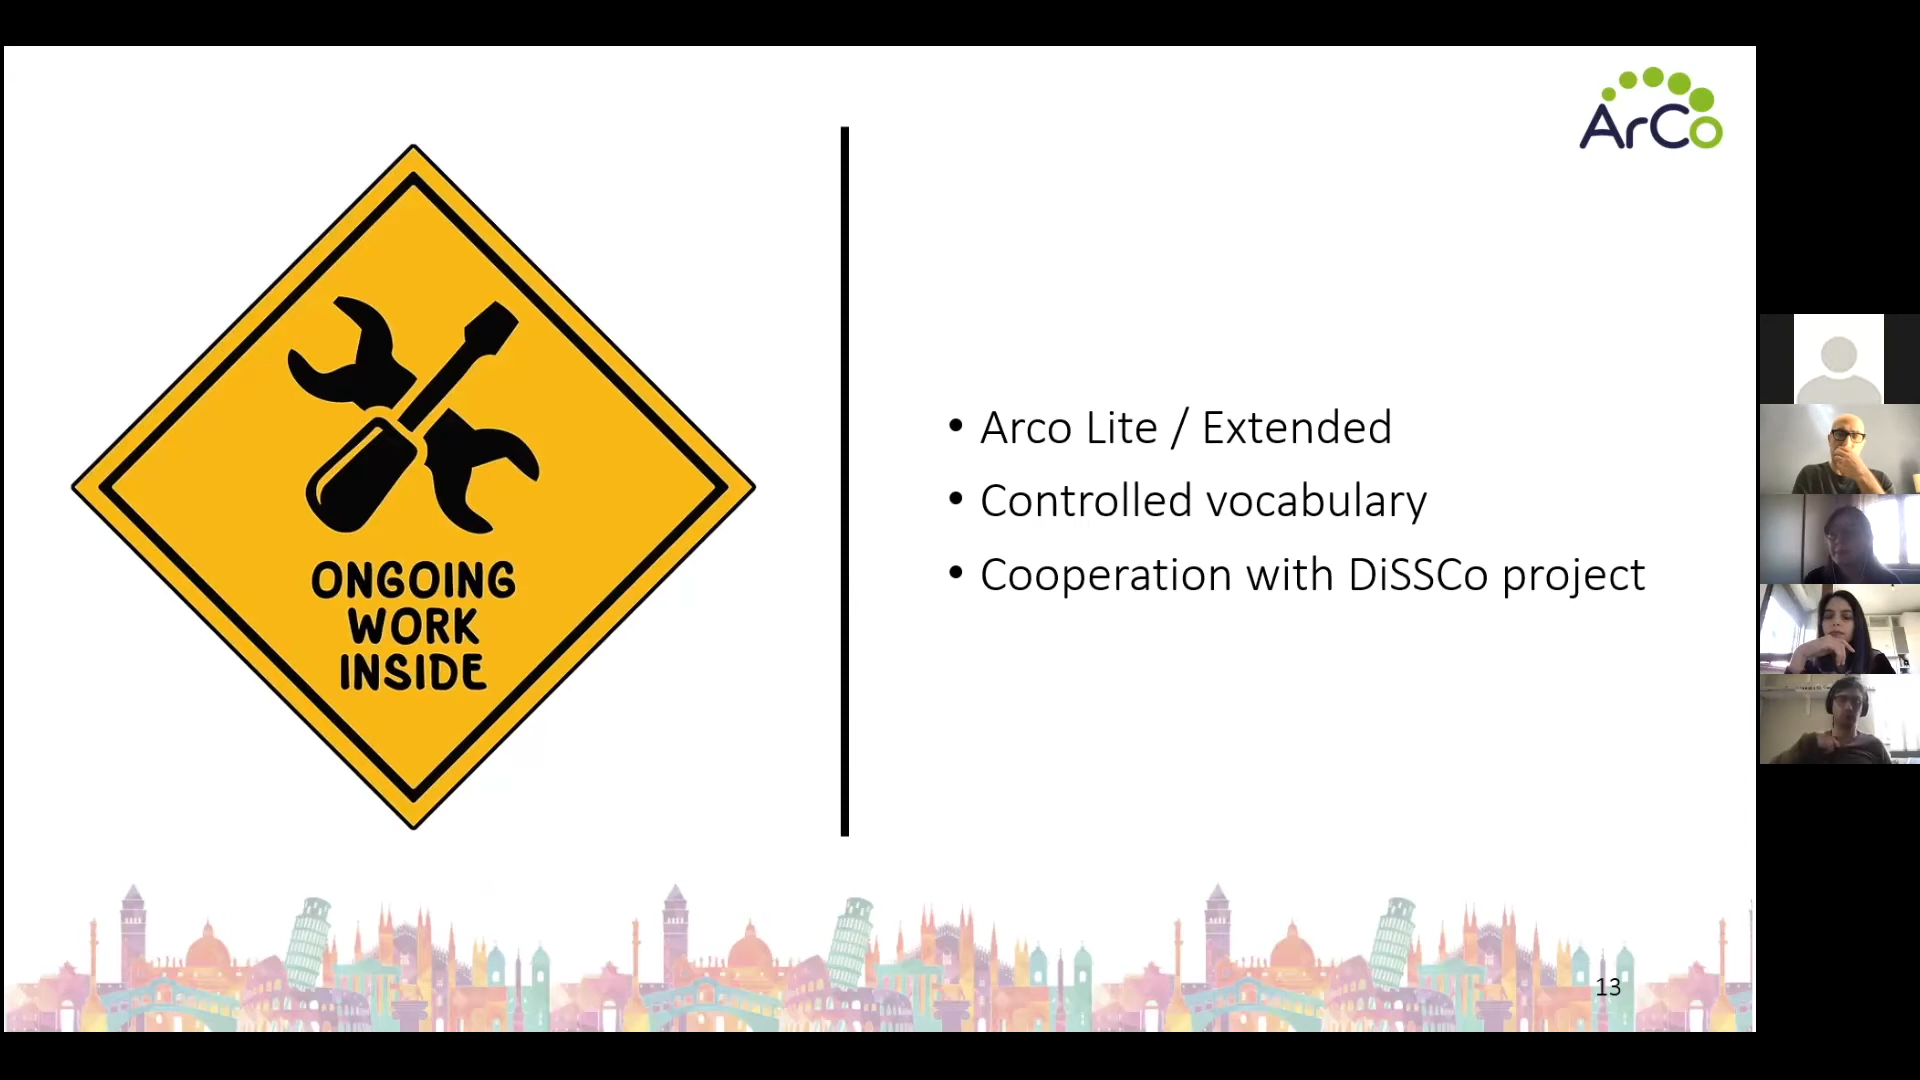 ArCo
ONGOING
WORK
INSIDE
• Arco Lite / Extended
• Controlled vocabulary
• Cooperation with DiSSCo project
13